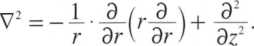 ∇² = −1/r · ∂/∂r (r ∂/∂r) + ∂²/∂z².